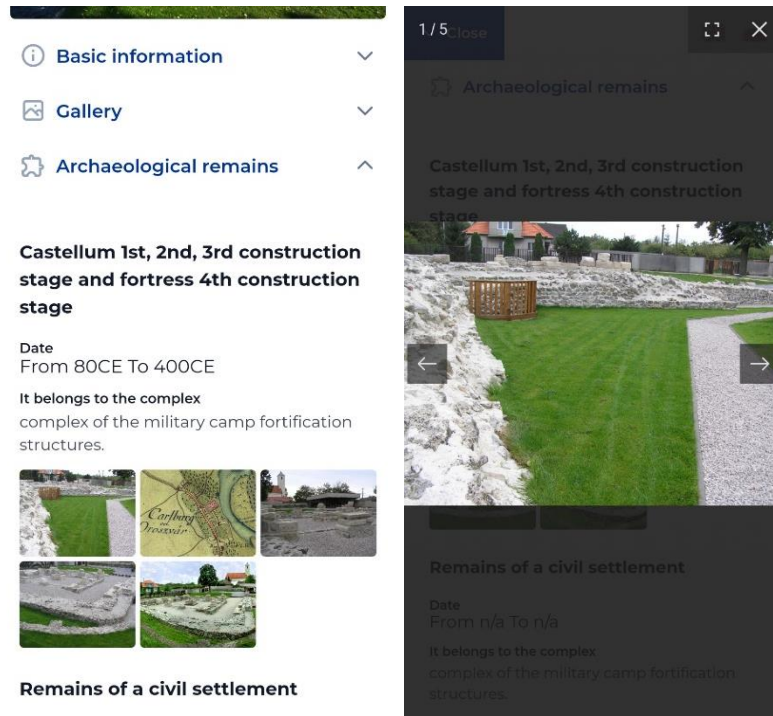 Basic information
Gallery
Archaeological remains
Castellum 1st, 2nd, 3rd construction
stage and fortress 4th construction
stage
Date
From 80CE To 400CE
It belongs to the complex
complex of the military camp fortification
structures.
Carlburg
od.
Orosvár
Remains of a civil settlement
1 / 5
Close
Archaeological remains
Castellum 1st, 2nd, 3rd construction
stage and fortress 4th construction
stage
Remains of a civil settlement
Date
From n/a To n/a
It belongs to the complex
complex of the military camp fortification
structures.